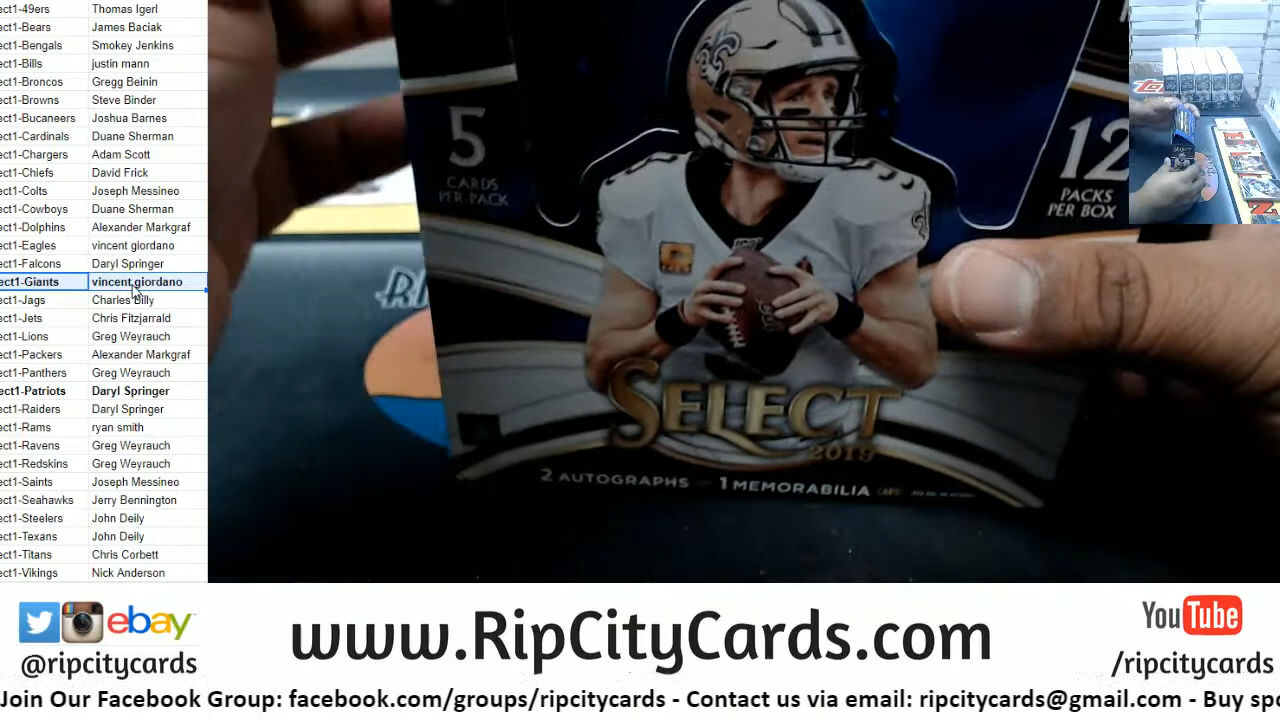 ect1-49ers Thomas Igerl
ect1-Bears James Baciak
ect1-Bengals Smokey Jenkins
ect1-Bills justin mann
ect1-Broncos Gregg Beinin
ect1-Browns Steve Binder
ect1-Bucaneers Joshua Barnes
ect1-Cardinals Duane Sherman
ect1-Chargers Adam Scott
ect1-Chiefs David Frick
ect1-Colts Joseph Messineo
ect1-Cowboys Duane Sherman
ect1-Dolphins Alexander Markgraf
ect1-Eagles vincent giordano
ect1-Falcons Daryl Springer
ect1-Giants vincent giordano
ect1-Jags Charles
ect1-Jets Chris Fitzjarrald
ect1-Lions Greg Weyrauch
ect1-Packers Alexander Markgraf
ect1-Panthers Greg Weyrauch
ect1-Patriots Daryl Springer
ect1-Raiders Daryl Springer
ect1-Rams ryan smith
ect1-Ravens Greg Weyrauch
ect1-Redskins Greg Weyrauch
ect1-Saints Joseph Messineo
ect1-Seahawks Jerry Bennington
ect1-Steelers John Deily
ect1-Texans John Deily
ect1-Titans Chris Corbett
ect1-Vikings Nick Anderson
5
CARDS
PER PACK
12
PACKS
PER BOX
SELECT
2019
2 AUTOGRAPHS 1 MEMORABILIA
SELECT
ebay
@ripcitycards
www.RipCityCards.com
YouTube
/ripcitycards
Join Our Facebook Group: facebook.com/groups/ripcitycards - Contact us via email: ripcitycards@gmail.com - Buy spo